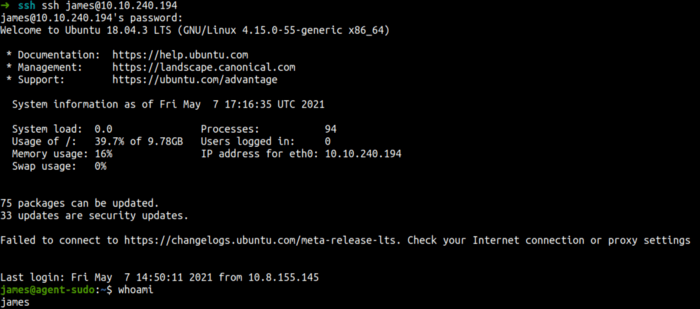 ➜  ssh ssh james@10.10.240.194
james@10.10.240.194's password:
Welcome to Ubuntu 18.04.3 LTS (GNU/Linux 4.15.0-55-generic x86_64)

 * Documentation:  https://help.ubuntu.com
 * Management:     https://landscape.canonical.com
 * Support:        https://ubuntu.com/advantage

  System information as of Fri May  7 17:16:35 UTC 2021

  System load:  0.0               Processes:           94
  Usage of /:   39.7% of 9.78GB   Users logged in:     0
  Memory usage: 16%               IP address for eth0: 10.10.240.194
  Swap usage:   0%

75 packages can be updated.
33 updates are security updates.

Failed to connect to https://changelogs.ubuntu.com/meta-release-lts. Check your Internet connection or proxy settings

Last login: Fri May  7 14:50:11 2021 from 10.8.155.145
james@agent-sudo:~$ whoami
james